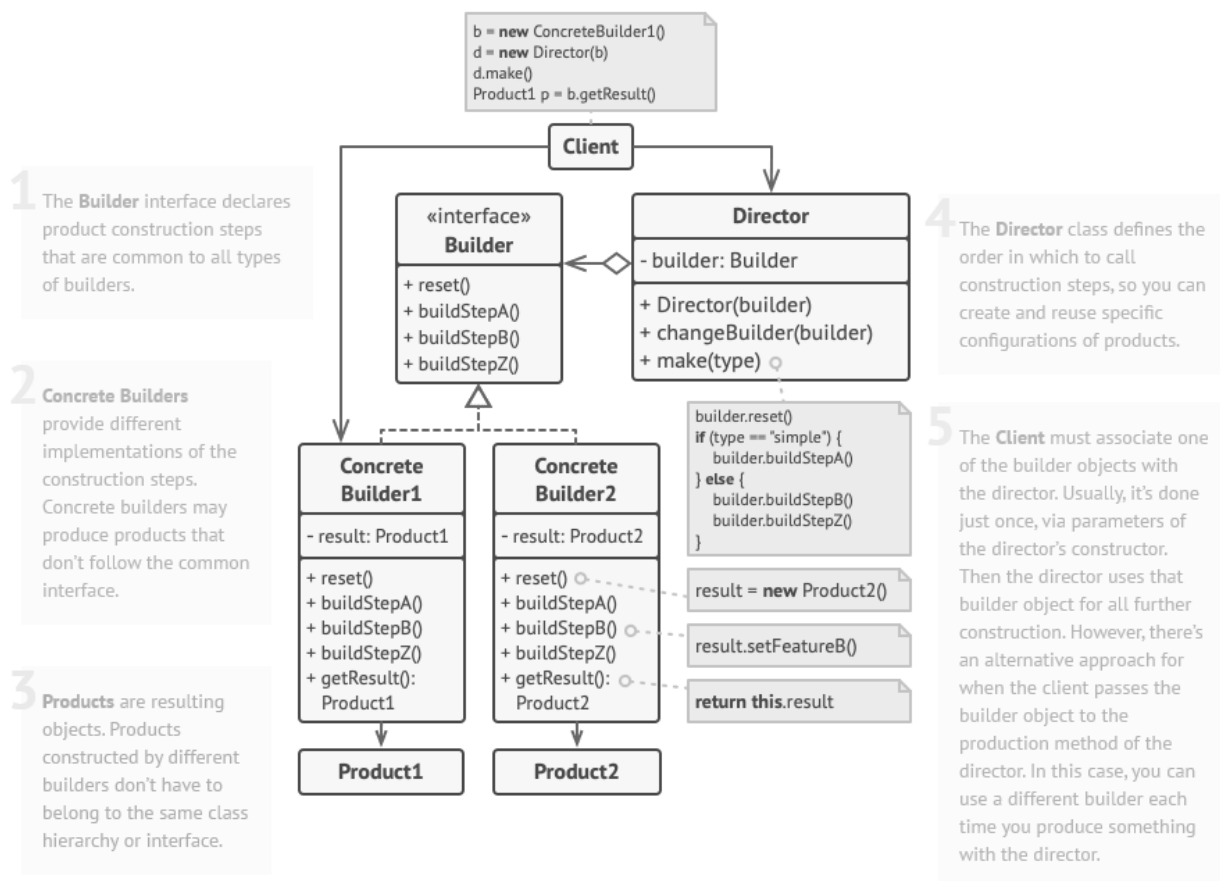 b = new ConcreteBuilder1()
d = new Director(b)
d.make()
Product1 p = b.getResult()
Client
1
The Builder interface declares
product construction steps
that are common to all types
of builders.
«interface»
Builder
+ reset()
+ buildStepA()
+ buildStepB()
+ buildStepZ()
Director
- builder: Builder
+ Director(builder)
+ changeBuilder(builder)
+ make(type)
4
The Director class defines the
order in which to call
construction steps, so you can
create and reuse specific
configurations of products.
2
Concrete Builders
provide different
implementations of the
construction steps.
Concrete builders may
produce products that
don't follow the common
interface.
builder.reset()
if (type == "simple") {
builder.buildStepA()
} else {
builder.buildStepB()
builder.buildStepZ()
}
Concrete
Builder1
- result: Product1
+ reset()
+ buildStepA()
+ buildStepB()
+ buildStepZ()
+ getResult():
Product1
Concrete
Builder2
- result: Product2
+ reset()
+ buildStepA()
+ buildStepB()
+ buildStepZ()
+ getResult():
Product2
result = new Product2()
result.setFeatureB()
return this.result
5
The Client must associate one
of the builder objects with
the director. Usually, it's done
just once, via parameters of
the director's constructor.
Then the director uses that
builder object for all further
construction. However, there's
an alternative approach for
when the client passes the
builder object to the
production method of the
director. In this case, you can
use a different builder each
time you produce something
with the director.
3
Products are resulting
objects. Products
constructed by different
builders don't have to
belong to the same class
hierarchy or interface.
Product1
Product2